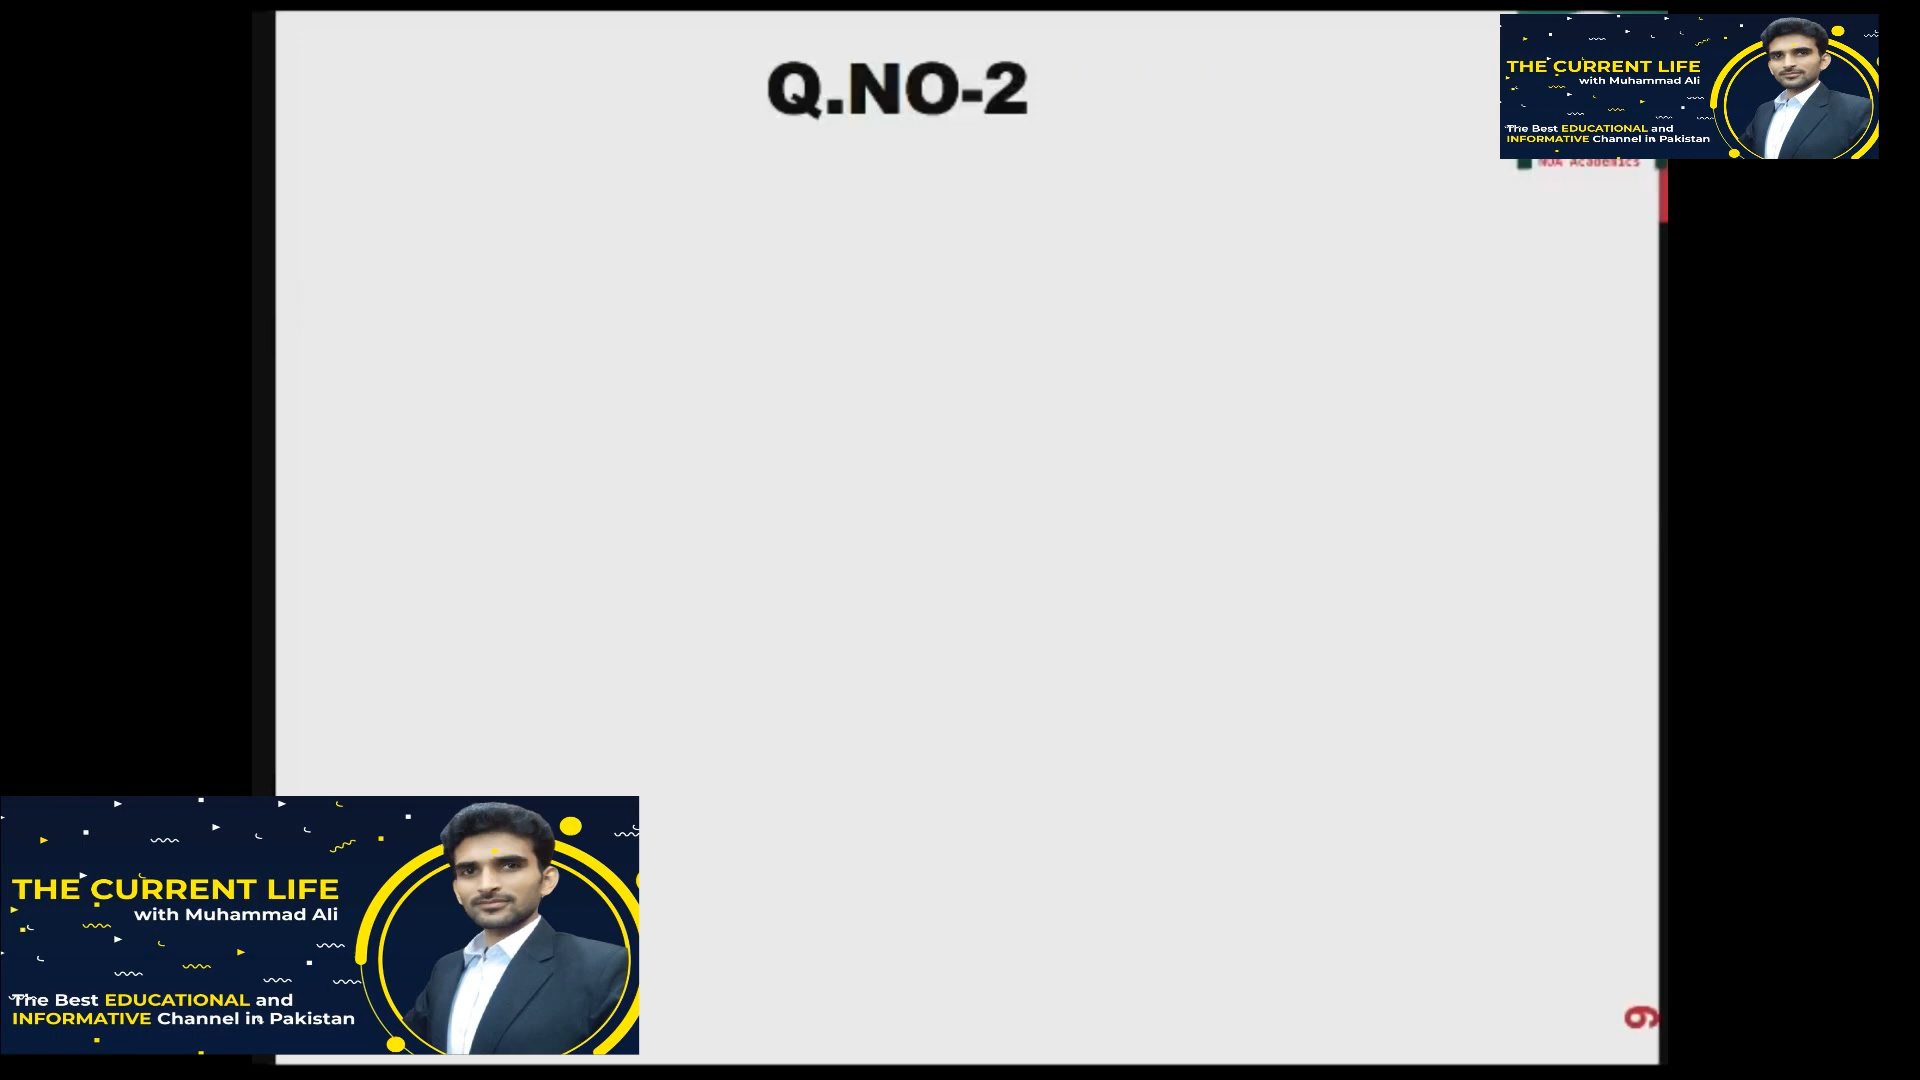 Q.NO-2
THE CURRENT LIFE
with Muhammad Ali
The Best EDUCATIONAL and
INFORMATIVE Channel in Pakistan
Academics
THE CURRENT LIFE
with Muhammad Ali
The Best EDUCATIONAL and
INFORMATIVE Channel in Pakistan